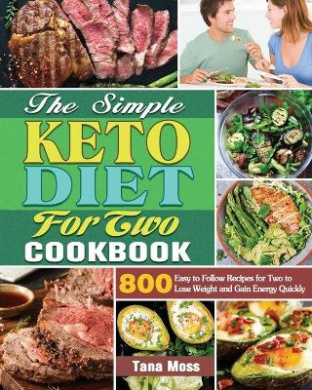 The Simple
KETO
DIET
For Two
COOKBOOK
800 Easy to Follow Recipes for Two to
Lose Weight and Gain Energy Quickly
Tana Moss